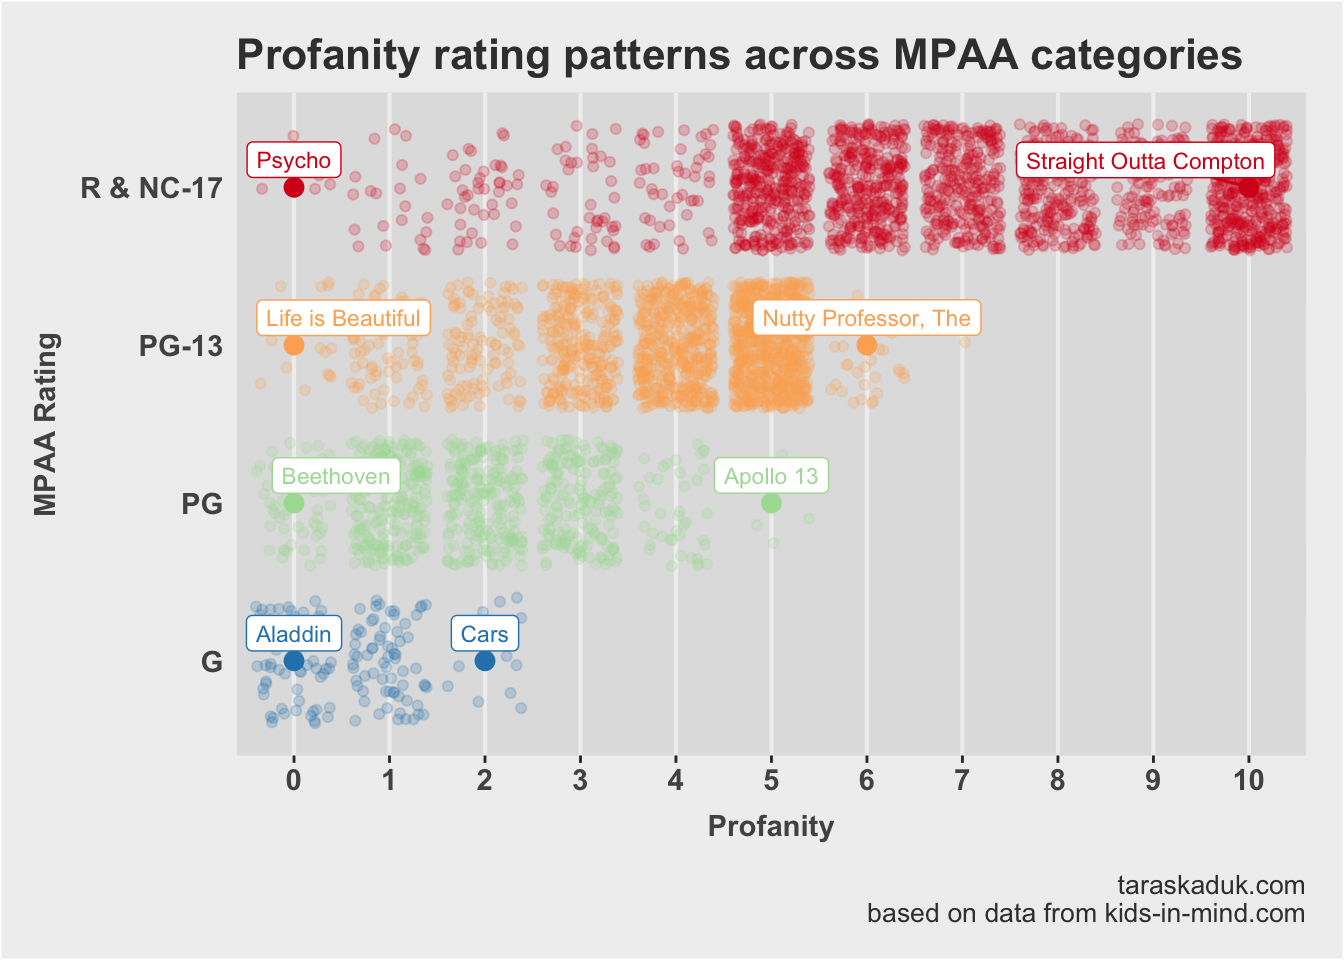 Profanity rating patterns across MPAA categories
MPAA Rating
R & NC-17
Psycho
Straight Outta Compton
PG-13
Life is Beautiful
Nutty Professor, The
PG
Beethoven
Apollo 13
G
Aladdin
Cars
0 1 2 3 4 5 6 7 8 9 10
Profanity
taraskaduk.com
based on data from kids-in-mind.com